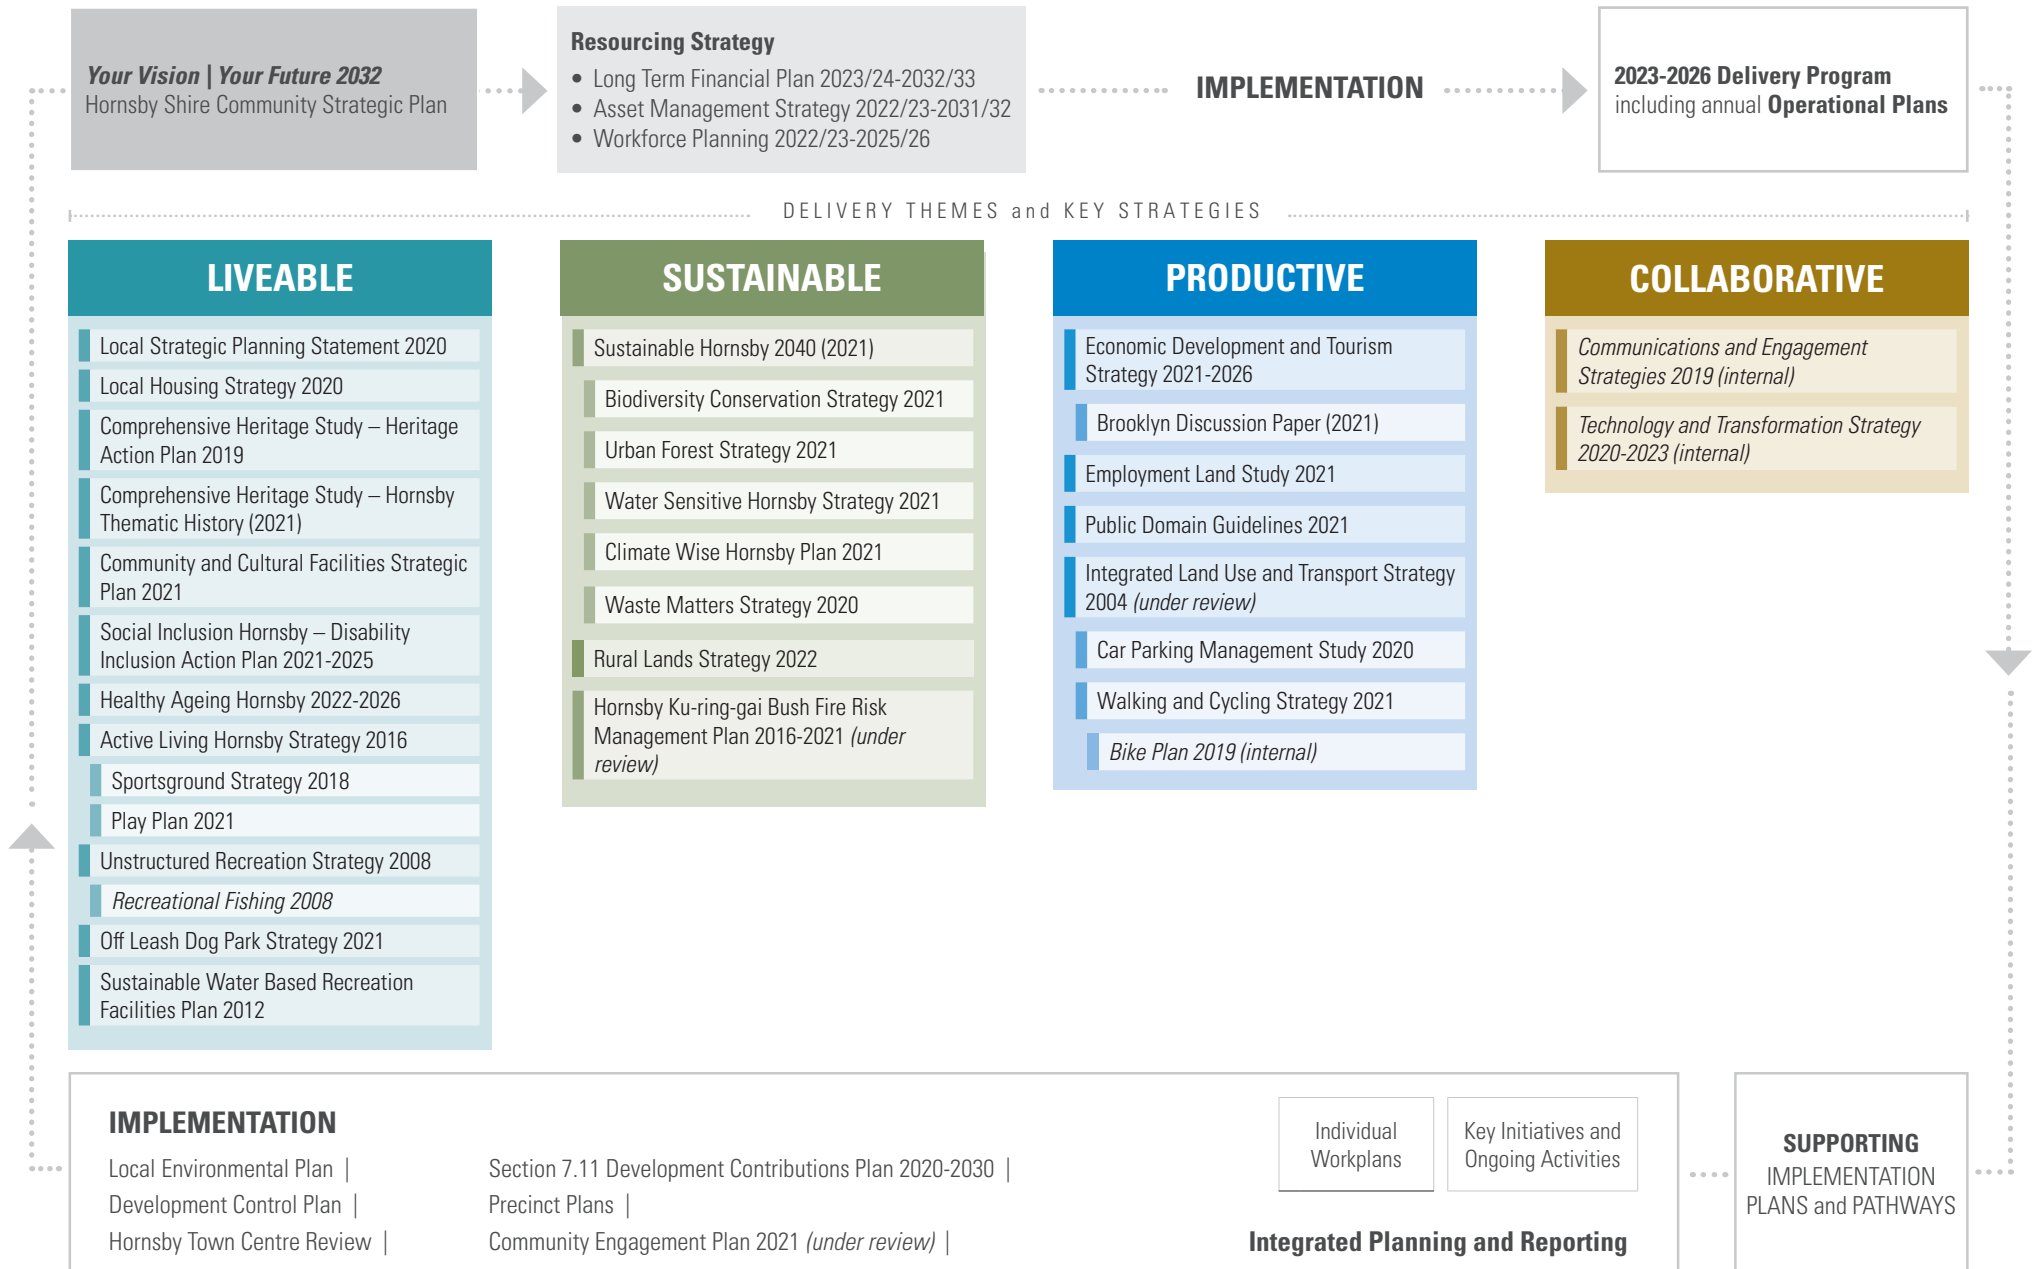 Your Vision | Your Future 2032
Hornsby Shire Community Strategic Plan
Resourcing Strategy
• Long Term Financial Plan 2023/24-2032/33
• Asset Management Strategy 2022/23-2031/32
• Workforce Planning 2022/23-2025/26
IMPLEMENTATION
2023-2026 Delivery Program
including annual Operational Plans
DELIVERY THEMES and KEY STRATEGIES
LIVEABLE
Local Strategic Planning Statement 2020
Local Housing Strategy 2020
Comprehensive Heritage Study – Heritage
Action Plan 2019
Comprehensive Heritage Study – Hornsby
Thematic History (2021)
Community and Cultural Facilities Strategic
Plan 2021
Social Inclusion Hornsby – Disability
Inclusion Action Plan 2021-2025
Healthy Ageing Hornsby 2022-2026
Active Living Hornsby Strategy 2016
Sportsground Strategy 2018
Play Plan 2021
Unstructured Recreation Strategy 2008
Recreational Fishing 2008
Off Leash Dog Park Strategy 2021
Sustainable Water Based Recreation
Facilities Plan 2012
SUSTAINABLE
Sustainable Hornsby 2040 (2021)
Biodiversity Conservation Strategy 2021
Urban Forest Strategy 2021
Water Sensitive Hornsby Strategy 2021
Climate Wise Hornsby Plan 2021
Waste Matters Strategy 2020
Rural Lands Strategy 2022
Hornsby Ku-ring-gai Bush Fire Risk
Management Plan 2016-2021 (under
review)
PRODUCTIVE
Economic Development and Tourism
Strategy 2021-2026
Brooklyn Discussion Paper (2021)
Employment Land Study 2021
Public Domain Guidelines 2021
Integrated Land Use and Transport Strategy
2004 (under review)
Car Parking Management Study 2020
Walking and Cycling Strategy 2021
Bike Plan 2019 (internal)
COLLABORATIVE
Communications and Engagement
Strategies 2019 (internal)
Technology and Transformation Strategy
2020-2023 (internal)
IMPLEMENTATION
Local Environmental Plan |
Development Control Plan |
Hornsby Town Centre Review |
Section 7.11 Development Contributions Plan 2020-2030 |
Precinct Plans |
Community Engagement Plan 2021 (under review) |
Individual
Workplans
Key Initiatives and
Ongoing Activities
Integrated Planning and Reporting
SUPPORTING
IMPLEMENTATION
PLANS and PATHWAYS